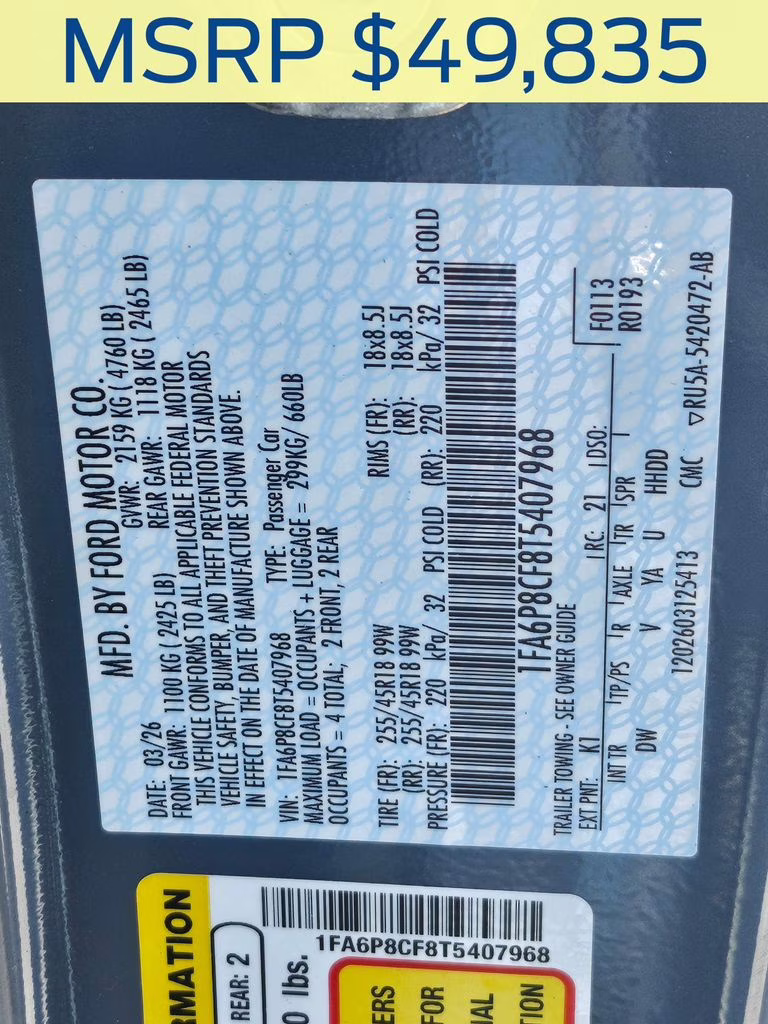 MSRP $49,835
MFD. BY FORD MOTOR CO.
DATE: 03/26 GVWR: 2159 KG ( 4760 LB)
FRONT GAWR: 1100 KG ( 2425 LB) REAR GAWR: 1118 KG ( 2465 LB)
THIS VEHICLE CONFORMS TO ALL APPLICABLE FEDERAL MOTOR
VEHICLE SAFETY, BUMPER, AND THEFT PREVENTION STANDARDS
IN EFFECT ON THE DATE OF MANUFACTURE SHOWN ABOVE.
VIN: 1FA6P8CF8T5407968 TYPE: Passenger Car
MAXIMUM LOAD = OCCUPANTS + LUGGAGE = 299KG/ 660LB
OCCUPANTS = 4 TOTAL; 2 FRONT, 2 REAR
TIRE (FR): 255/45R18 99W RIMS (FR): 18x8.5J
(RR): 255/45R18 99W (RR): 18x8.5J
PRESSURE (FR): 220 kPa/ 32 PSI COLD (RR): 220 kPa/ 32 PSI COLD
1FA6P8CF8T5407968
TRAILER TOWING - SEE OWNER GUIDE
EXT PNT: K1 RC: 21 DSO: F0113
R0193
INT TR TP/PS R AXLE TR SPR
DW V YA U HHDD
1202603125413 CMC ▽RU5A-5420472-AB
RMATION
REAR: 2
0 lbs.
1FA6P8CF8T5407968
ERS
FOR
NAL
TION